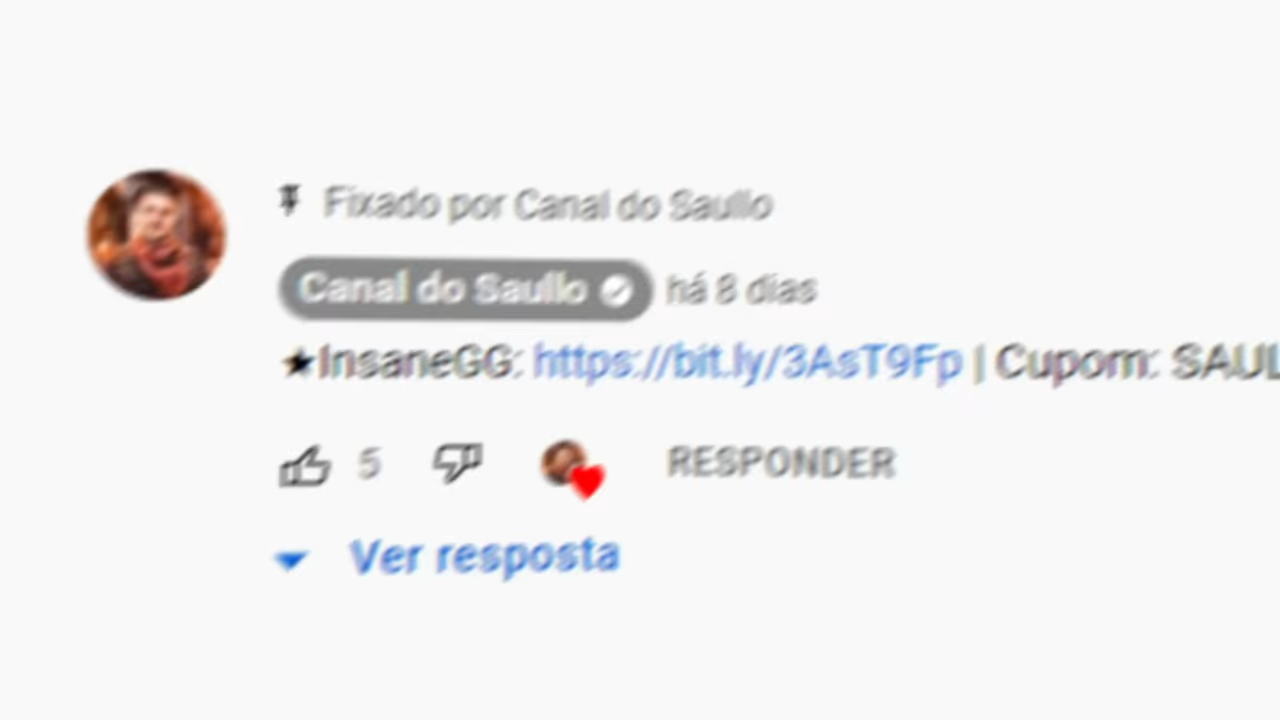 Fixado por Canal do Saullo
Canal do Saullo há 8 dias
★InsaneGG: https://bit.ly/3AsT9Fp | Cupom: SAUL
5 RESPONDER
Ver resposta